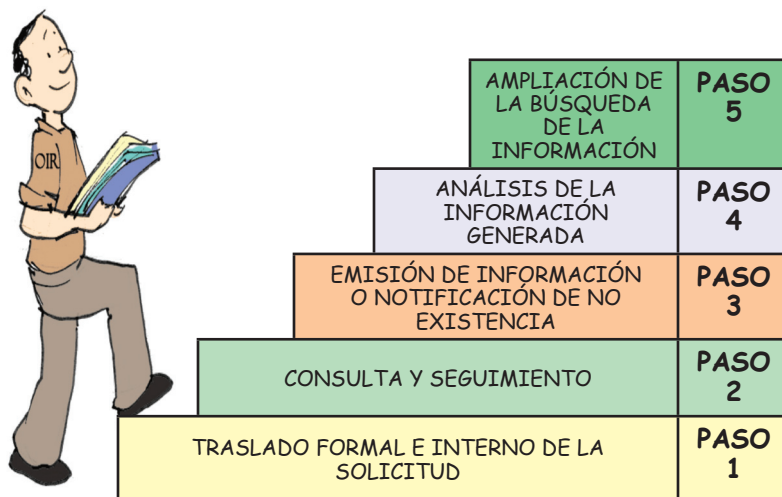 OIR
AMPLIACIÓN DE
LA BÚSQUEDA
DE LA
INFORMACIÓN
PASO
5
ANÁLISIS DE LA
INFORMACIÓN
GENERADA
PASO
4
EMISIÓN DE INFORMACIÓN
O NOTIFICACIÓN DE NO
EXISTENCIA
PASO
3
CONSULTA Y SEGUIMIENTO
PASO
2
TRASLADO FORMAL E INTERNO DE LA
SOLICITUD
PASO
1